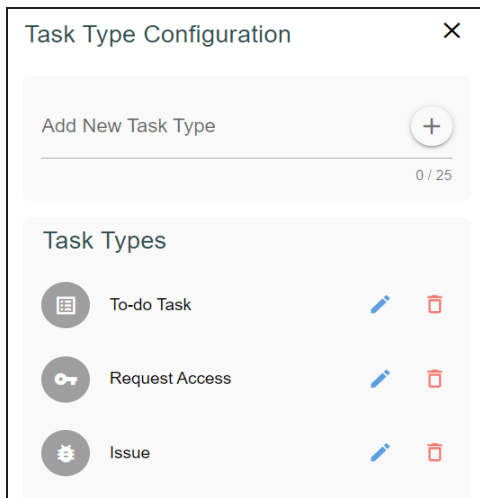 Task Type Configuration
Add New Task Type
0 / 25
Task Types
To-do Task
Request Access
Issue